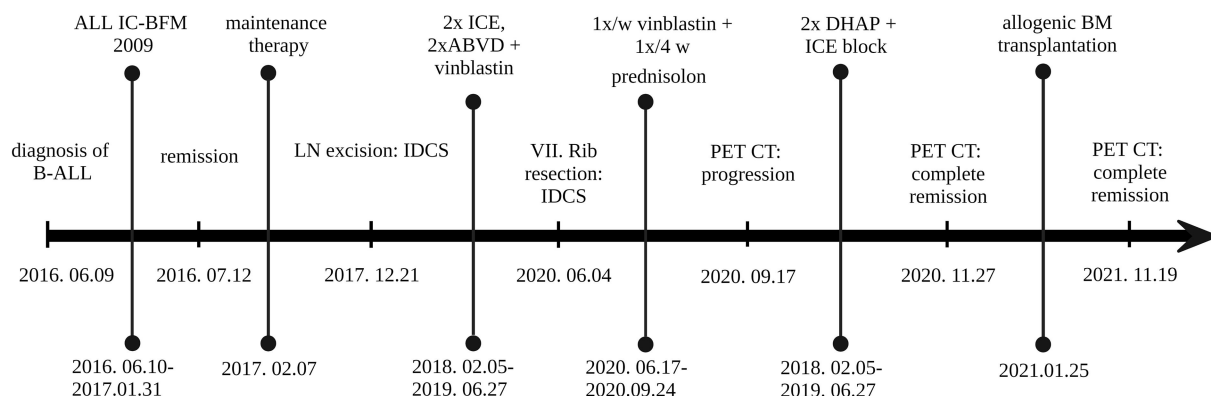 ALL IC-BFM
2009
maintenance
therapy
2x ICE,
2xABVD +
vinblastin
1x/w vinblastin +
1x/4 w
prednisolon
2x DHAP +
ICE block
allogenic BM
transplantation
diagnosis of
B-ALL
remission
LN excision: IDCS
VII. Rib
resection:
IDCS
PET CT:
progression
PET CT:
complete
remission
PET CT:
complete
remission
2016. 06.09
2016. 07.12
2017. 12.21
2020. 06.04
2020. 09.17
2020. 11.27
2021. 11.19
2016. 06.10-
2017.01.31
2017. 02.07
2018. 02.05-
2019. 06.27
2020. 06.17-
2020.09.24
2018. 02.05-
2019. 06.27
2021.01.25